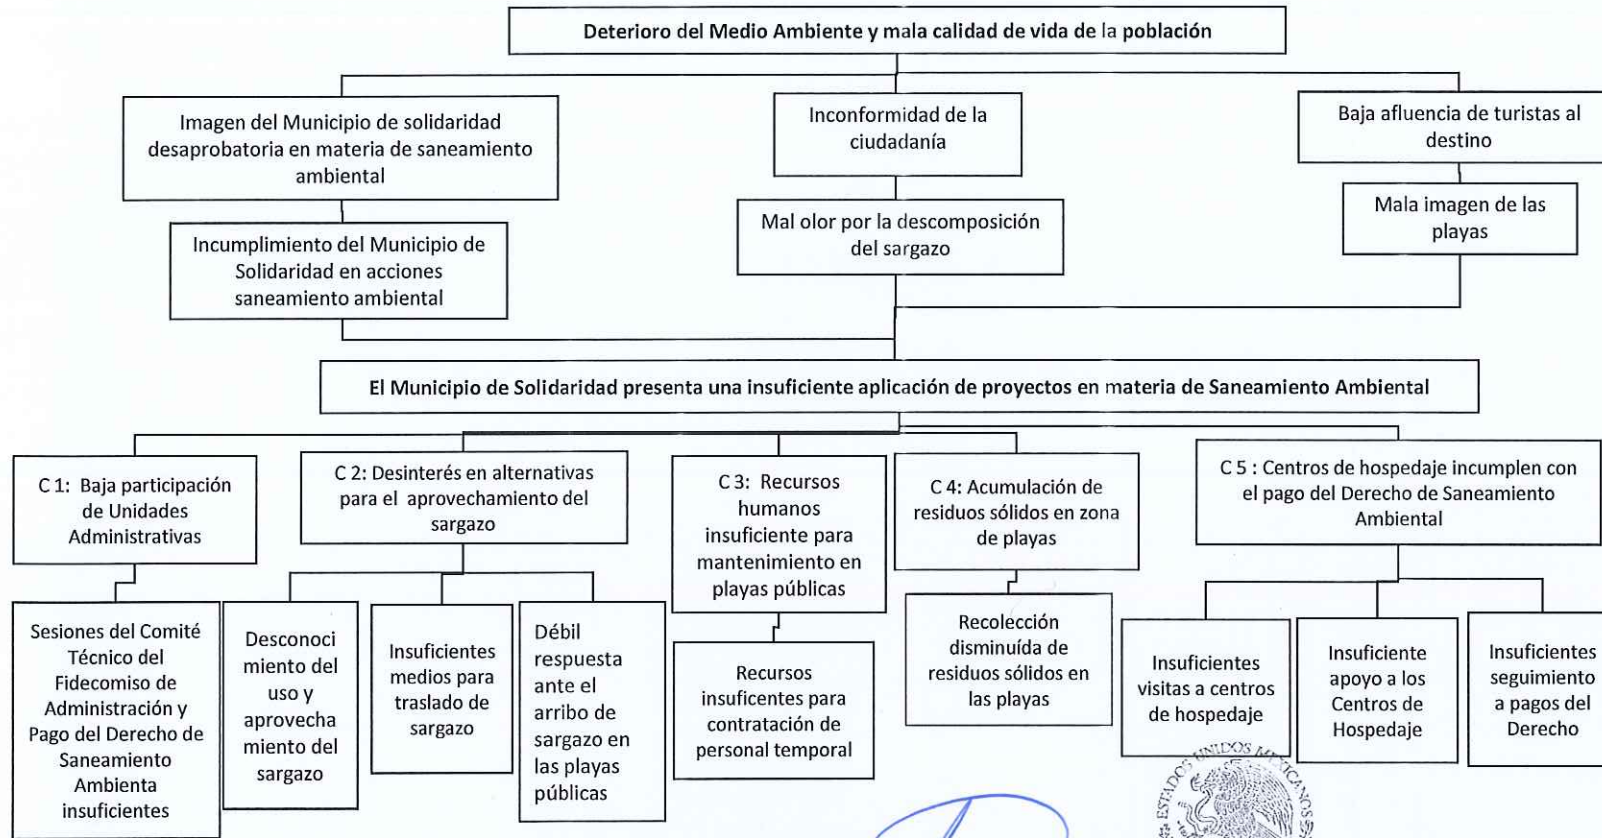 Deterioro del Medio Ambiente y mala calidad de vida de la población
Imagen del Municipio de solidaridad
desaprobatoria en materia de saneamiento
ambiental
Inconformidad de la
ciudadanía
Baja afluencia de turistas al
destino
Incumplimiento del Municipio de
Solidaridad en acciones
saneamiento ambiental
Mal olor por la descomposición
del sargazo
Mala imagen de las
playas
El Municipio de Solidaridad presenta una insuficiente aplicación de proyectos en materia de Saneamiento Ambiental
C 1: Baja participación
de Unidades
Administrativas
C 2: Desinterés en alternativas
para el aprovechamiento del
sargazo
C 3: Recursos
humanos
insuficiente para
mantenimiento en
playas públicas
C 4: Acumulación de
residuos sólidos en zona
de playas
C 5 : Centros de hospedaje incumplen con
el pago del Derecho de Saneamiento
Ambiental
Sesiones del Comité
Técnico del
Fidecomiso de
Administración y
Pago del Derecho de
Saneamiento
Ambienta
insuficientes
Desconoci
miento del
uso y
aprovecha
miento del
sargazo
Insuficientes
medios para
traslado de
sargazo
Débil
respuesta
ante el
arribo de
sargazo en
las playas
públicas
Recursos
insuficentes para
contratación de
personal temporal
Recolección
disminuída de
residuos sólidos en
las playas
Insuficientes
visitas a centros
de hospedaje
Insuficiente
apoyo a los
Centros de
Hospedaje
Insuficientes
seguimiento
a pagos del
Derecho
ESTADOS UNIDOS MEXICANOS